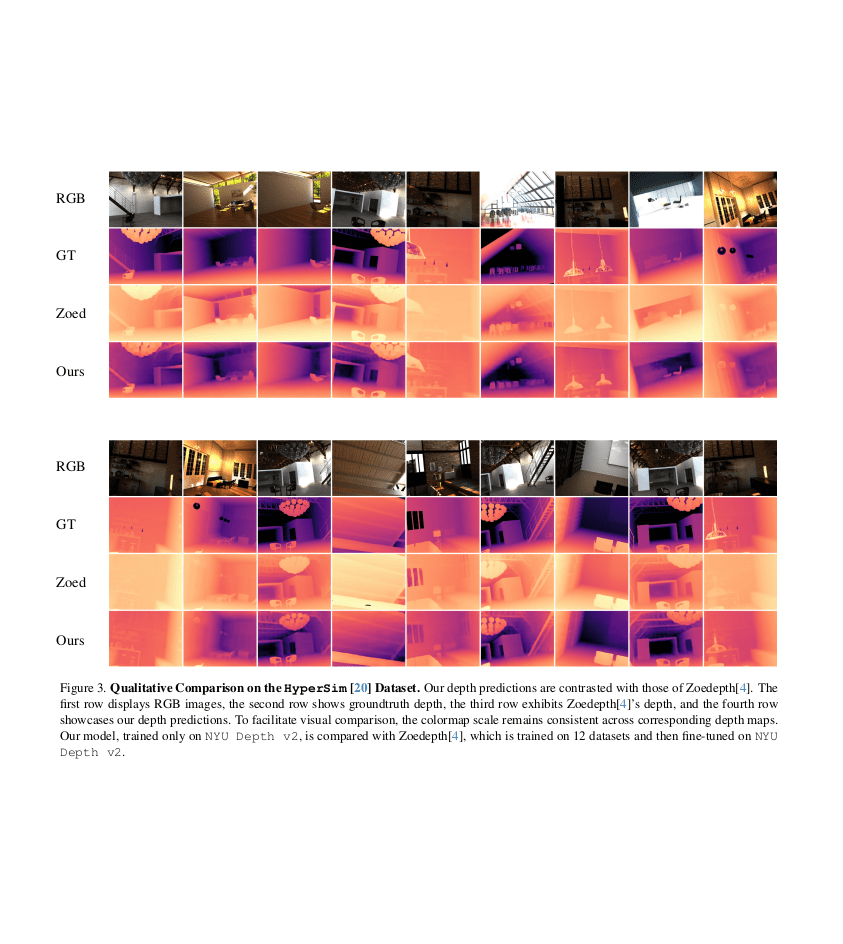 RGB
GT
Zoed
Ours
RGB
GT
Zoed
Ours
Figure 3. Qualitative Comparison on the HyperSim [20] Dataset. Our depth predictions are contrasted with those of Zoedepth[4]. The
first row displays RGB images, the second row shows groundtruth depth, the third row exhibits Zoedepth[4]'s depth, and the fourth row
showcases our depth predictions. To facilitate visual comparison, the colormap scale remains consistent across corresponding depth maps.
Our model, trained only on NYU Depth v2, is compared with Zoedepth[4], which is trained on 12 datasets and then fine-tuned on NYU
Depth v2.